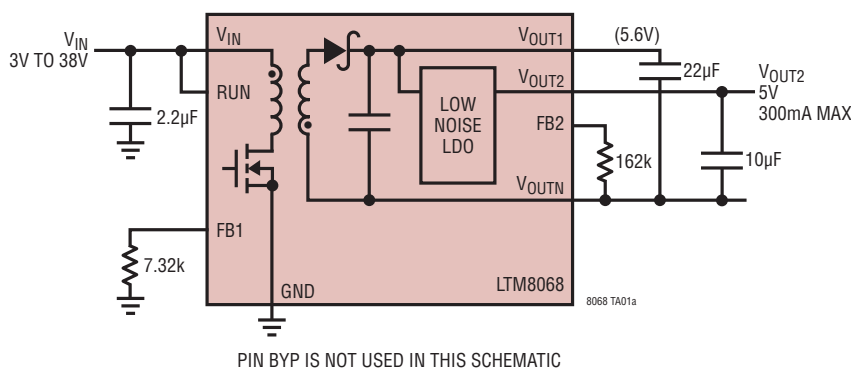 VIN
3V TO 38V
2.2µF
7.32k
VIN
RUN
FB1
GND
LOW
NOISE
LDO
VOUT1
VOUT2
FB2
VOUTN
LTM8068
(5.6V)
22µF
162k
VOUT2
5V
300mA MAX
10µF
8068 TA01a
PIN BYP IS NOT USED IN THIS SCHEMATIC